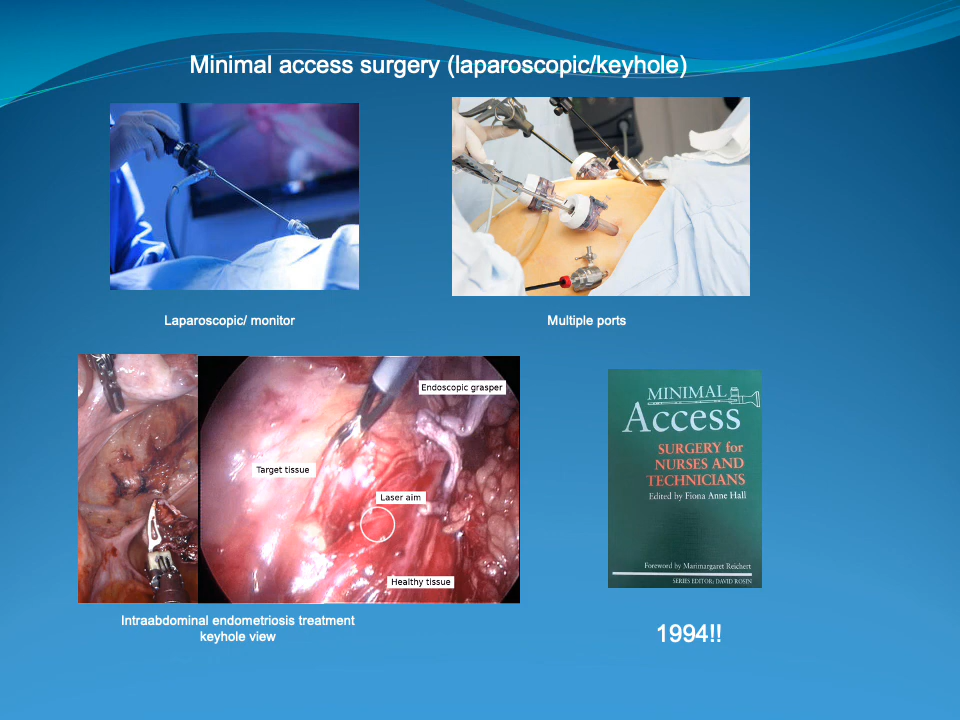 Minimal access surgery (laparoscopic/keyhole)
Laparoscopic/ monitor
Multiple ports
Endoscopic grasper
Target tissue
Laser aim
Healthy tissue
Intraabdominal endometriosis treatment
keyhole view
MINIMAL
Access
SURGERY for
NURSES AND
TECHNICIANS
Edited by Fiona Anne Hall
Foreword by Marimargaret Reichert
SERIES EDITOR: DAVID ROSIN
1994!!